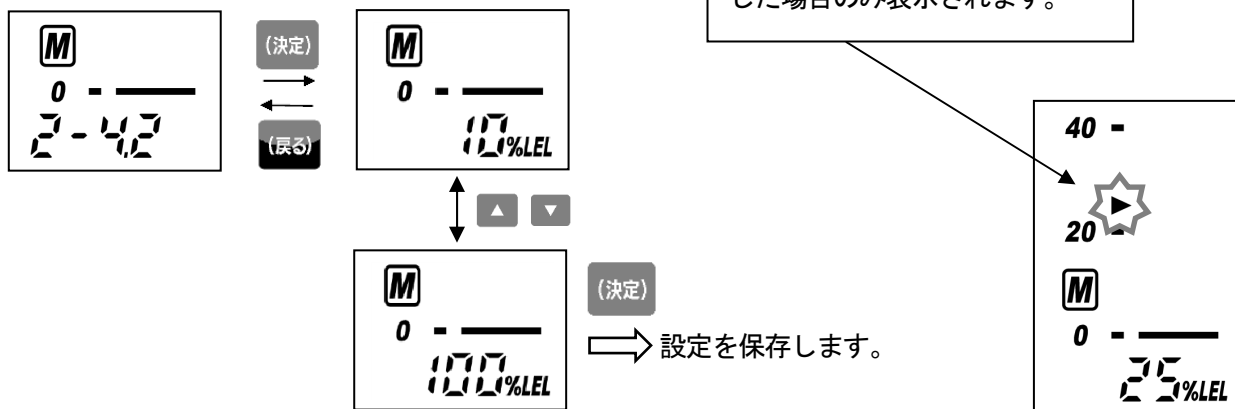 した場合のみ表示されます。
M
0
2-4.2
(決定)
(戻る)
M
0
10%LEL
▲ ▼
M
0
100%LEL
(決定)
設定を保存します。
40
20
M
0
25%LEL